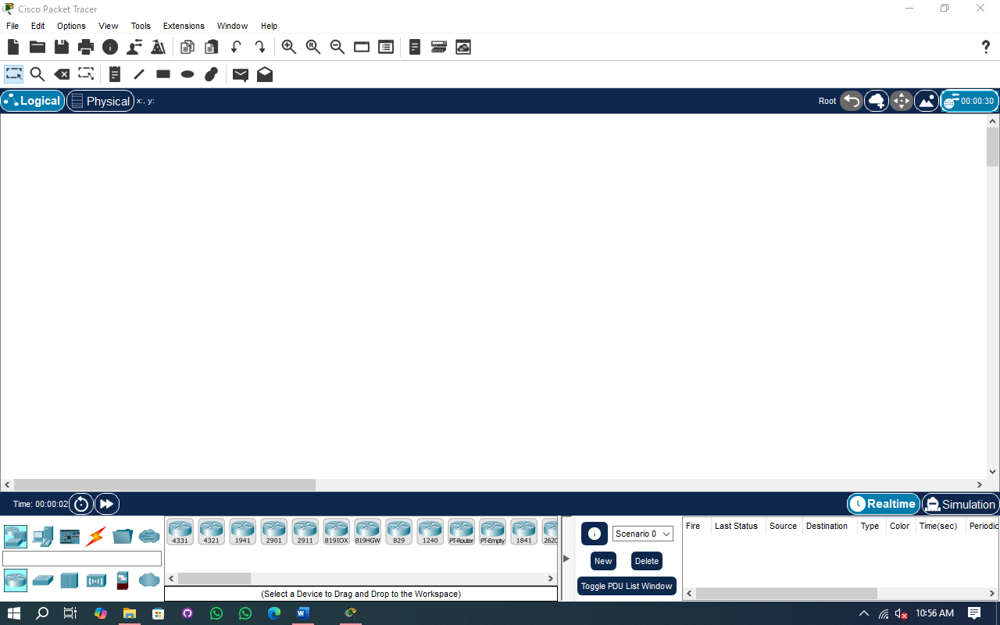 Cisco Packet Tracer
File Edit Options View Tools Extensions Window Help
Logical Physical x:, y: Root 00:00:30
Time: 00:00:02 Realtime Simulation
4331 4321 1941 2901 2911 819IOX 819HGW 829 1240 PT-Router PT-Empty 1841 2620
Scenario 0
New Delete
Toggle PDU List Window
Fire Last Status Source Destination Type Color Time(sec) Periodic
(Select a Device to Drag and Drop to the Workspace)
10:56 AM